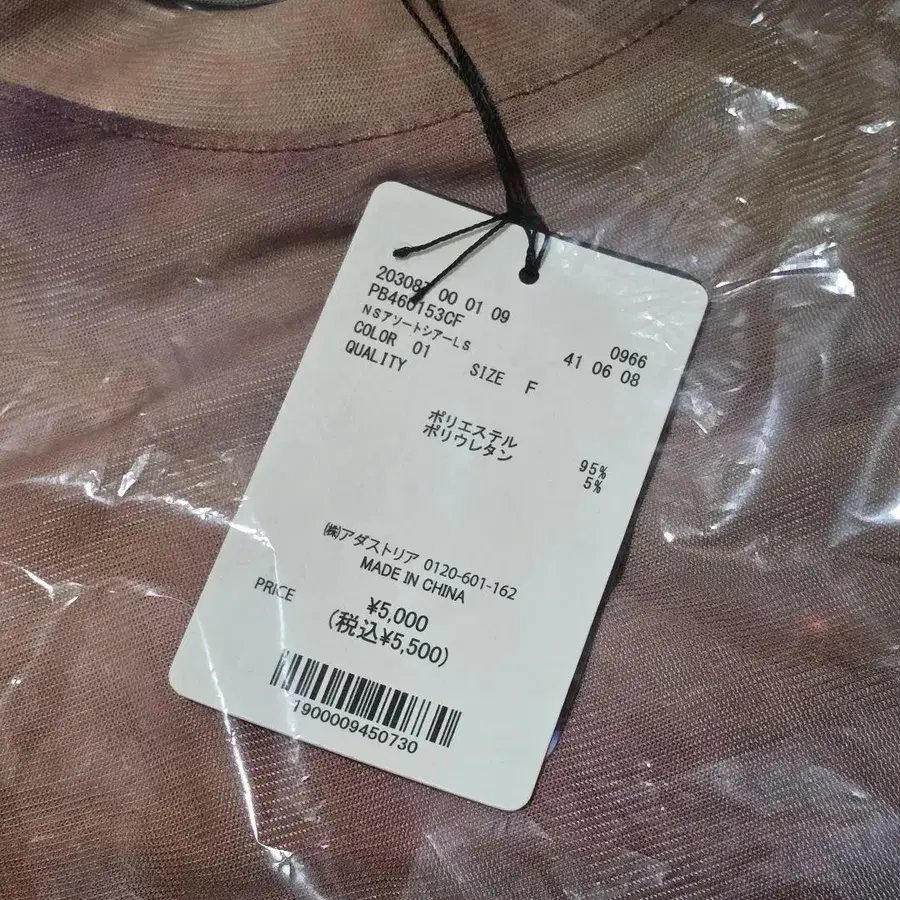 203087 00 01 09
0966
PB460153CF
41 06 08
NSアソートシアーLS
COLOR 01
SIZE F
QUALITY
ポリエステル 95%
ポリウレタン 5%
㈱アダストリア 0120-601-162
MADE IN CHINA
PRICE
¥5,000
(税込¥5,500)
1900009450730